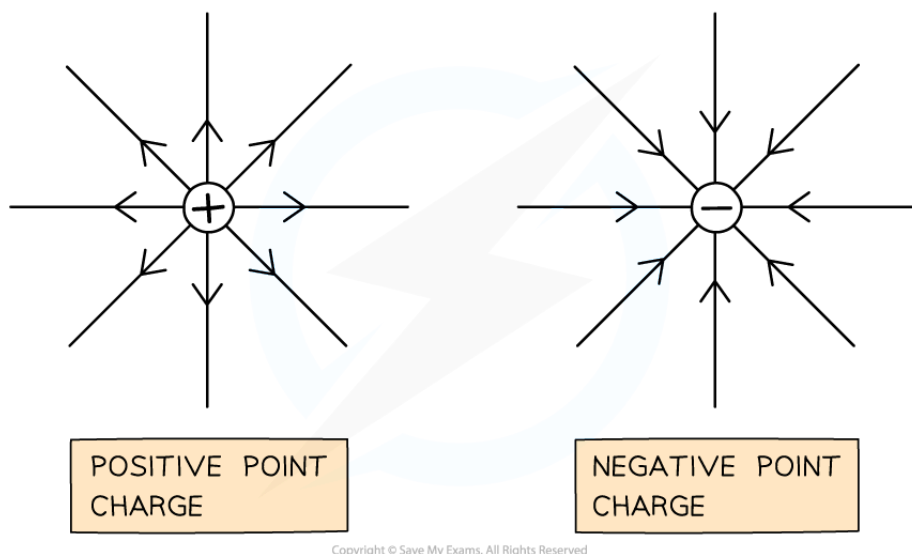 +
−
POSITIVE POINT
CHARGE
NEGATIVE POINT
CHARGE
Copyright © Save My Exams. All Rights Reserved